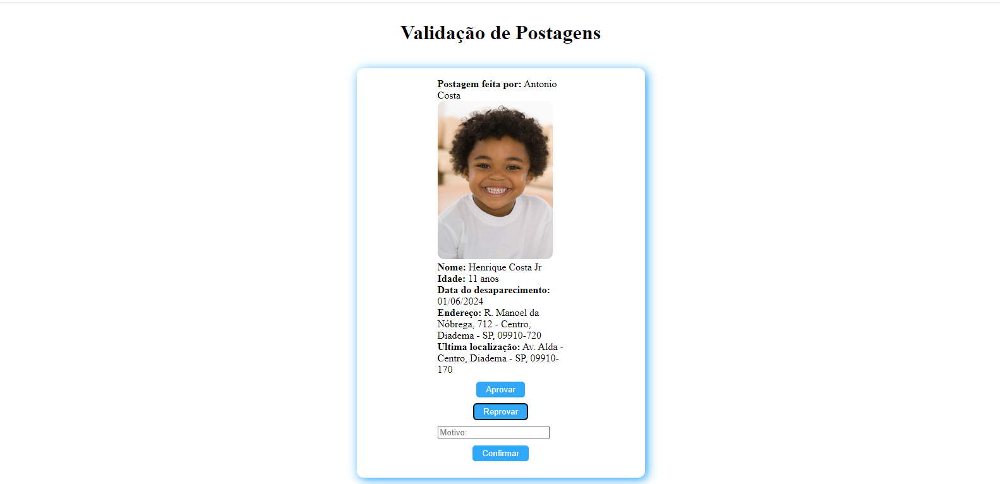 Validação de Postagens
Postagem feita por: Antonio
Costa
Nome: Henrique Costa Jr
Idade: 11 anos
Data do desaparecimento:
01/06/2024
Endereço: R. Manoel da
Nóbrega, 712 - Centro,
Diadema - SP, 09910-720
Ultima localização: Av. Alda -
Centro, Diadema - SP, 09910-
170
Aprovar
Reprovar
Motivo:
Confirmar